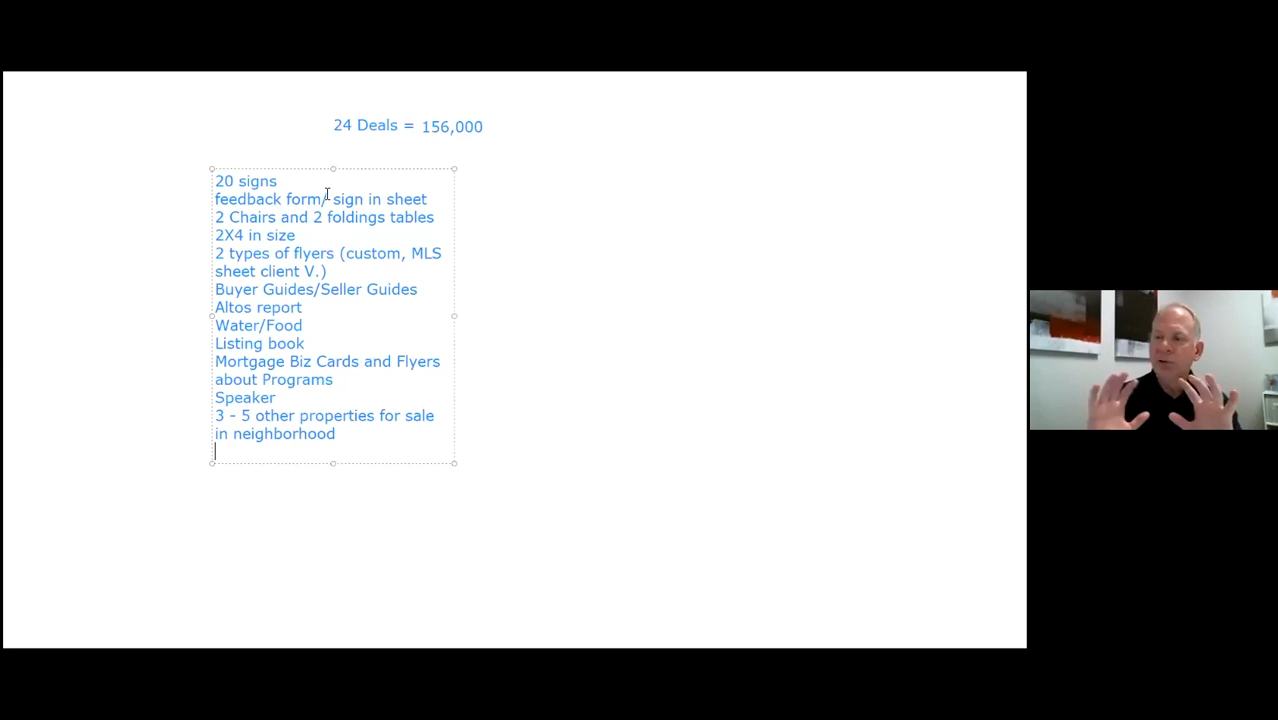 24 Deals = 156,000
20 signs
feedback form/ sign in sheet
2 Chairs and 2 foldings tables
2X4 in size
2 types of flyers (custom, MLS
sheet client V.)
Buyer Guides/Seller Guides
Altos report
Water/Food
Listing book
Mortgage Biz Cards and Flyers
about Programs
Speaker
3 - 5 other properties for sale
in neighborhood